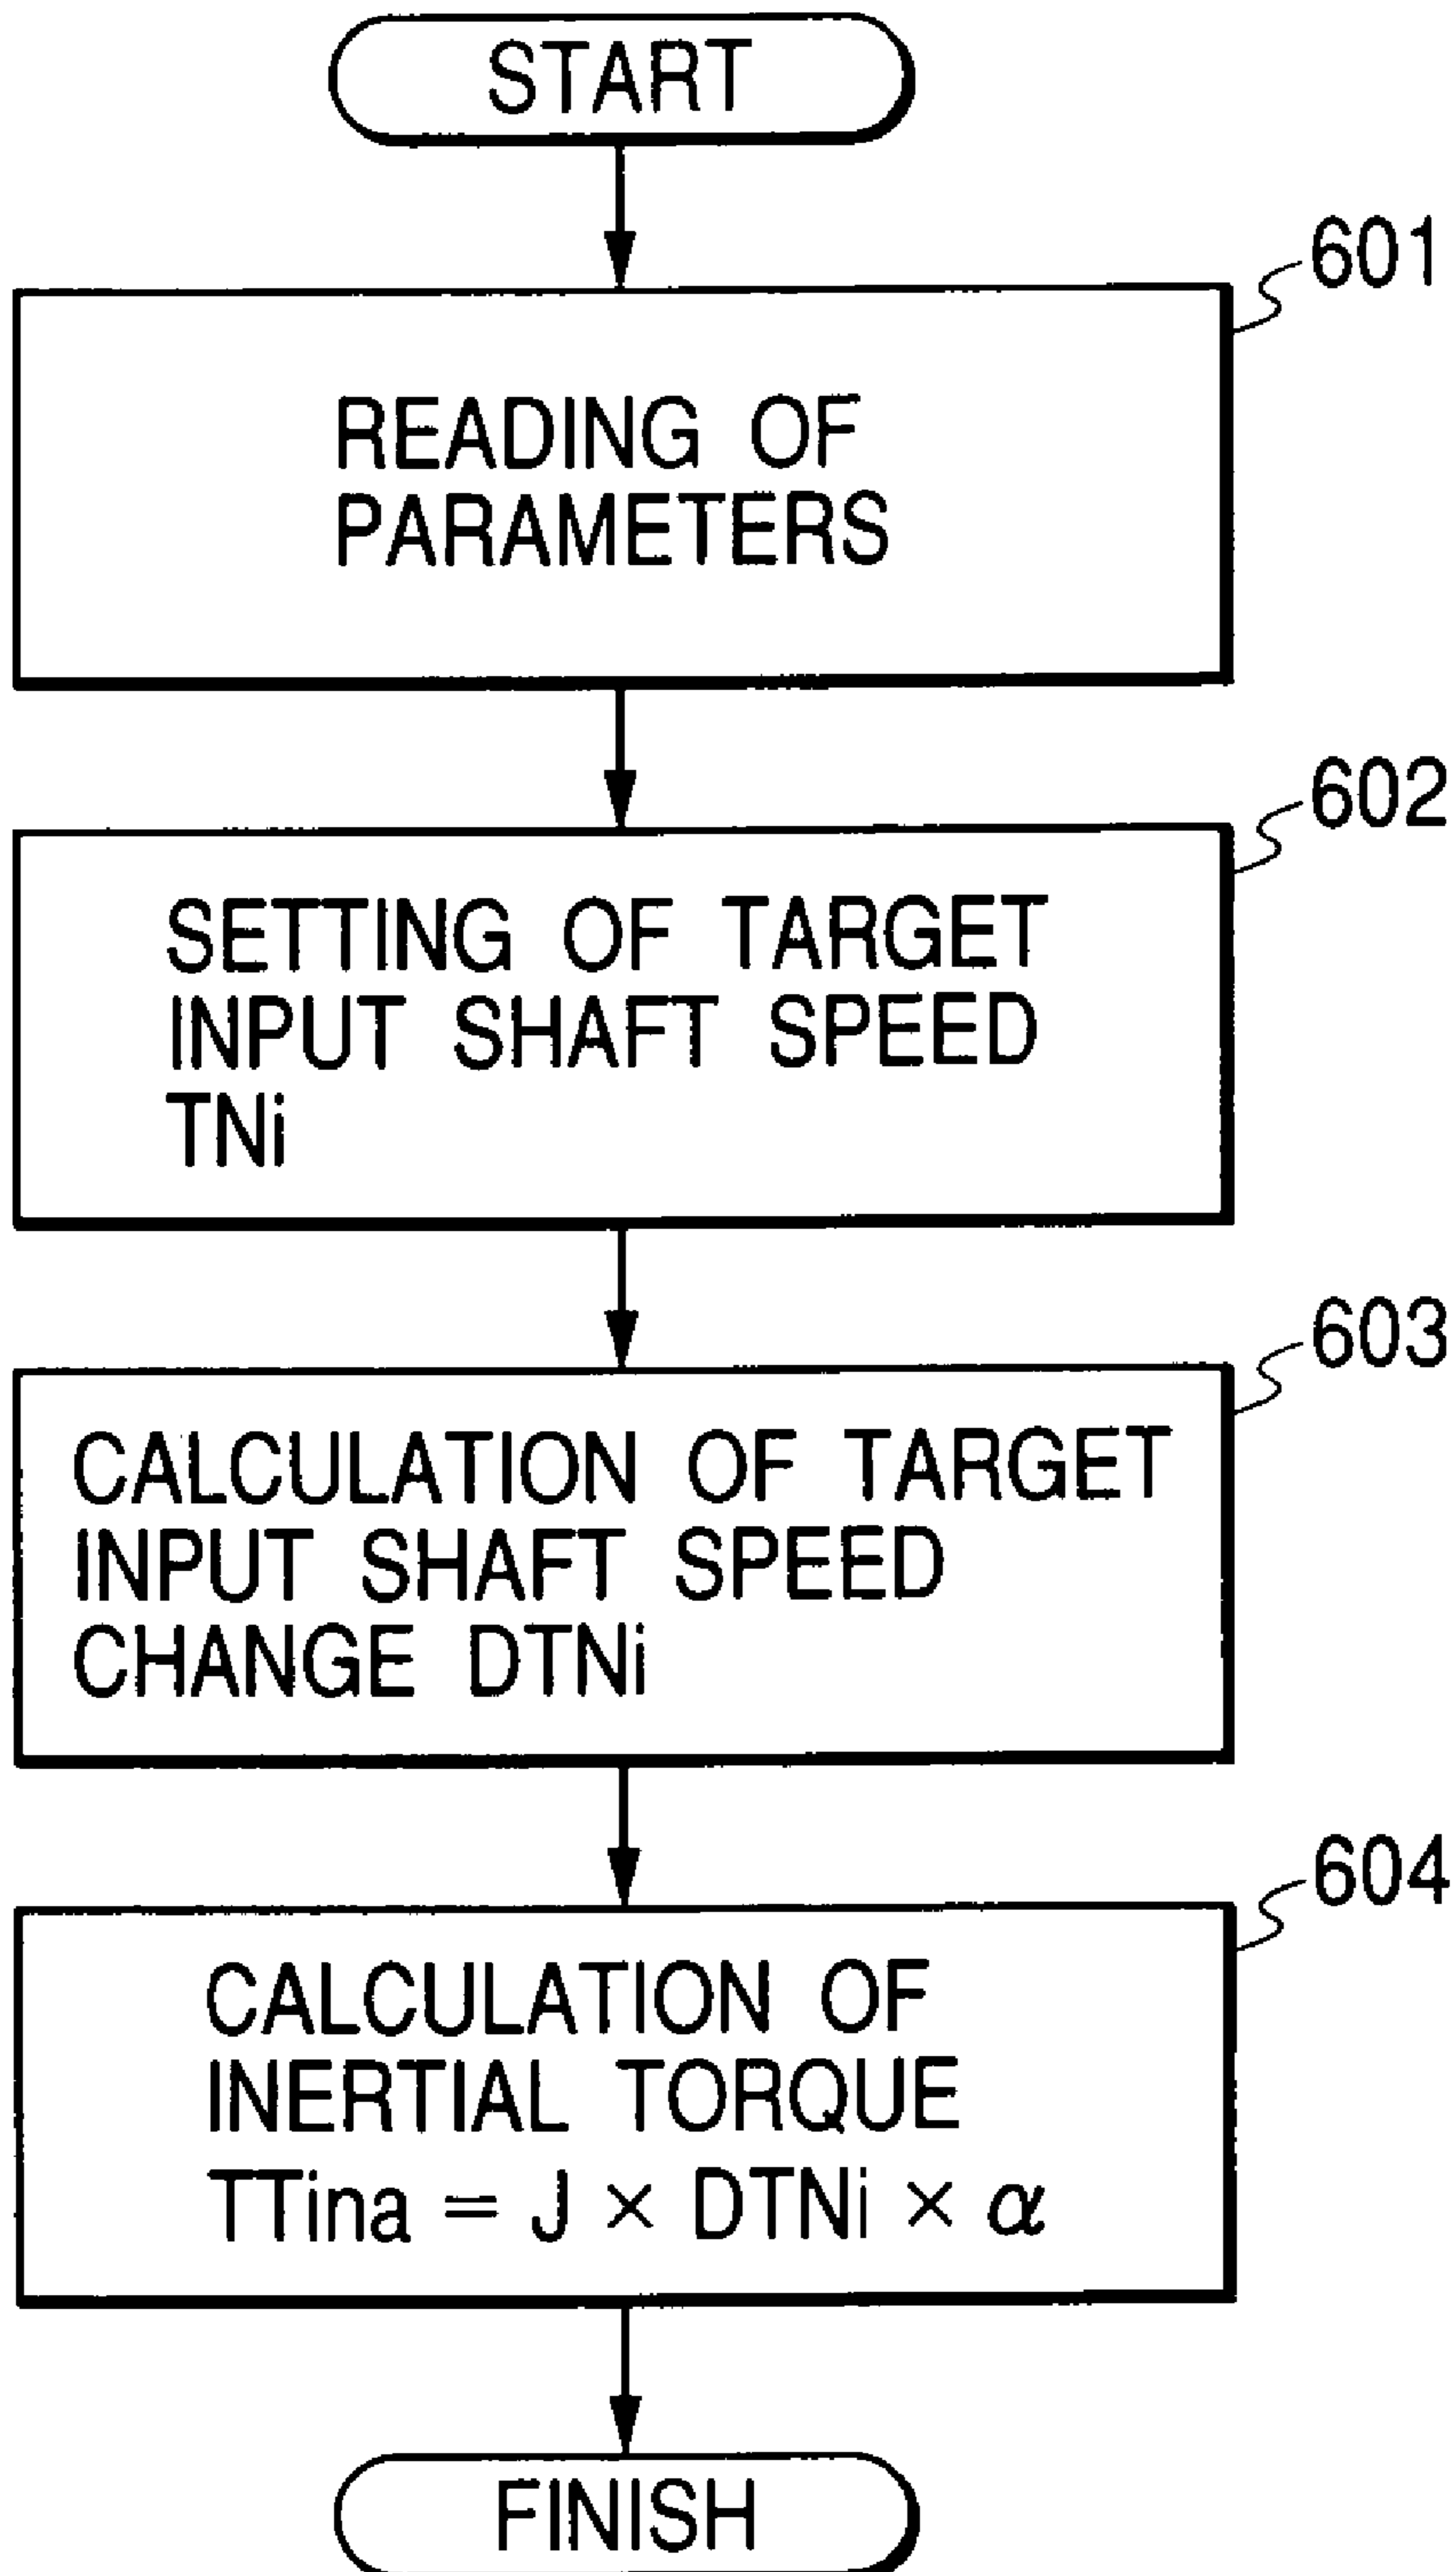 START
601
READING OF
PARAMETERS
602
SETTING OF TARGET
INPUT SHAFT SPEED
TNi
603
CALCULATION OF TARGET
INPUT SHAFT SPEED
CHANGE DTNi
604
CALCULATION OF
INERTIAL TORQUE
TTina = J × DTNi × α
FINISH